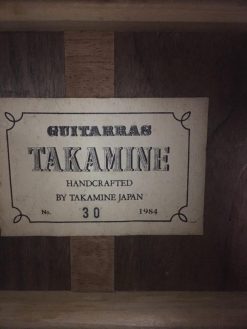 GUITARRAS
TAKAMINE
HANDCRAFTED
BY TAKAMINE JAPAN
No. 30 1984